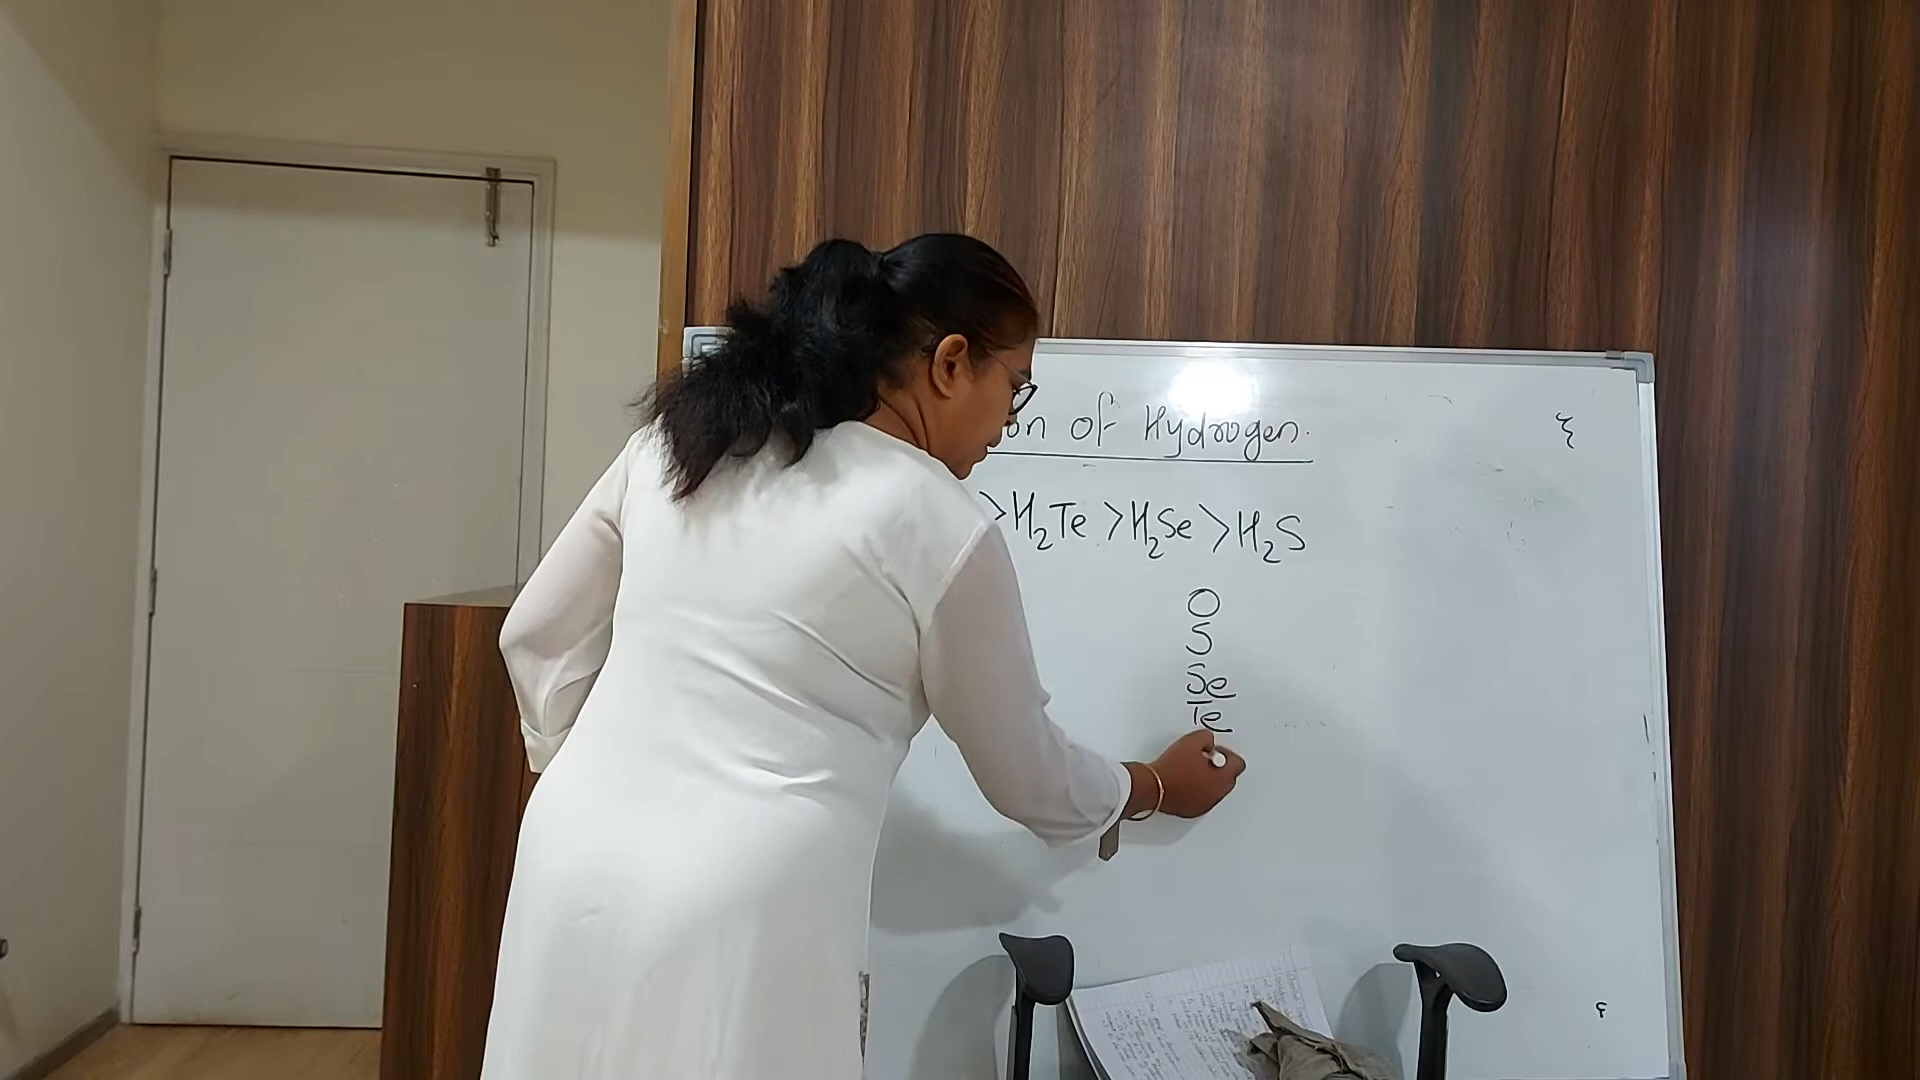 on of Hydrogen.
>H₂Te >H₂Se >H₂S
O
S
Se
Te